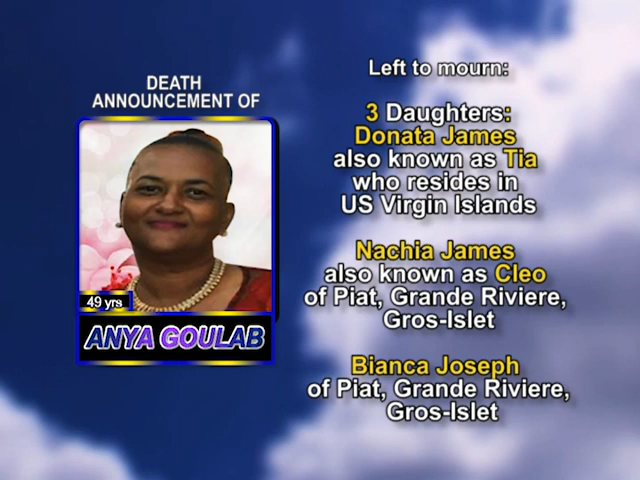 DEATH
ANNOUNCEMENT OF
49 yrs
ANYA GOULAB
Left to mourn:
3 Daughters:
Donata James
also known as Tia
who resides in
US Virgin Islands
Nachia James
also known as Cleo
of Piat, Grande Riviere,
Gros-Islet
Bianca Joseph
of Piat, Grande Riviere,
Gros-Islet